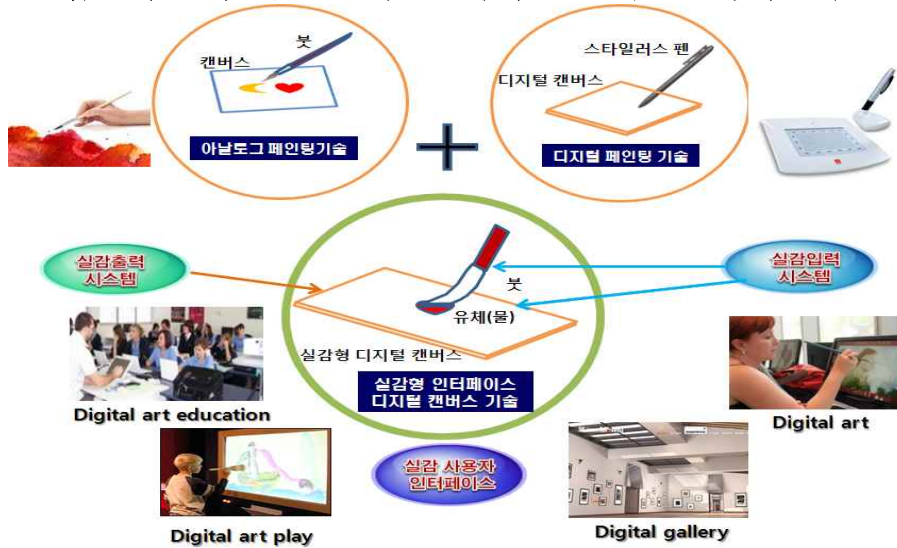 붓
캔버스
아날로그 페인팅기술
스타일러스 펜
디지털 캔버스
디지털 페인팅 기술
실감출력
시스템
실감입력
시스템
붓
유체(물)
실감형 디지털 캔버스
실감형 인터페이스
디지털 캔버스 기술
Digital art education
Digital art
실감 사용자
인터페이스
Digital art play
Digital gallery